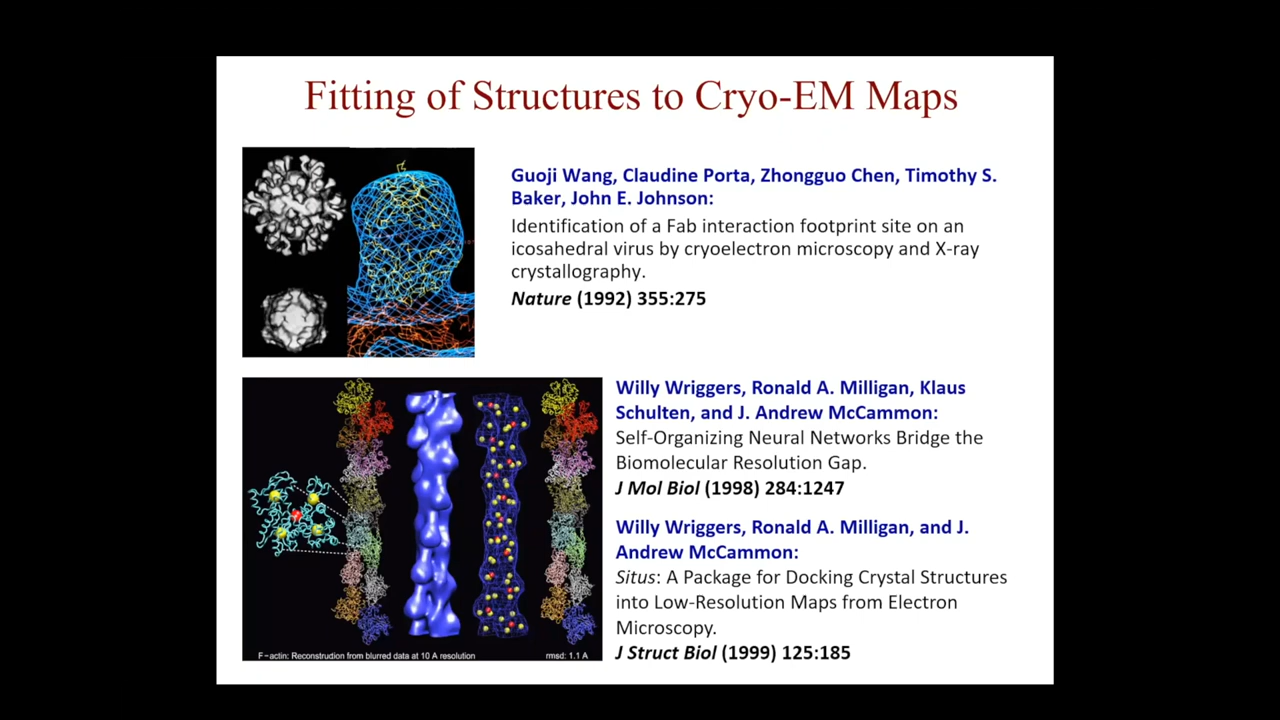 Fitting of Structures to Cryo-EM Maps
Guoji Wang, Claudine Porta, Zhongguo Chen, Timothy S.
Baker, John E. Johnson:
Identification of a Fab interaction footprint site on an
icosahedral virus by cryoelectron microscopy and X-ray
crystallography.
Nature (1992) 355:275
Willy Wriggers, Ronald A. Milligan, Klaus
Schulten, and J. Andrew McCammon:
Self-Organizing Neural Networks Bridge the
Biomolecular Resolution Gap.
J Mol Biol (1998) 284:1247
Willy Wriggers, Ronald A. Milligan, and J.
Andrew McCammon:
Situs: A Package for Docking Crystal Structures
into Low-Resolution Maps from Electron
Microscopy.
J Struct Biol (1999) 125:185
F-actin: Reconstrudion from blurred data at 10 A resolution
rmsd: 1.1 A